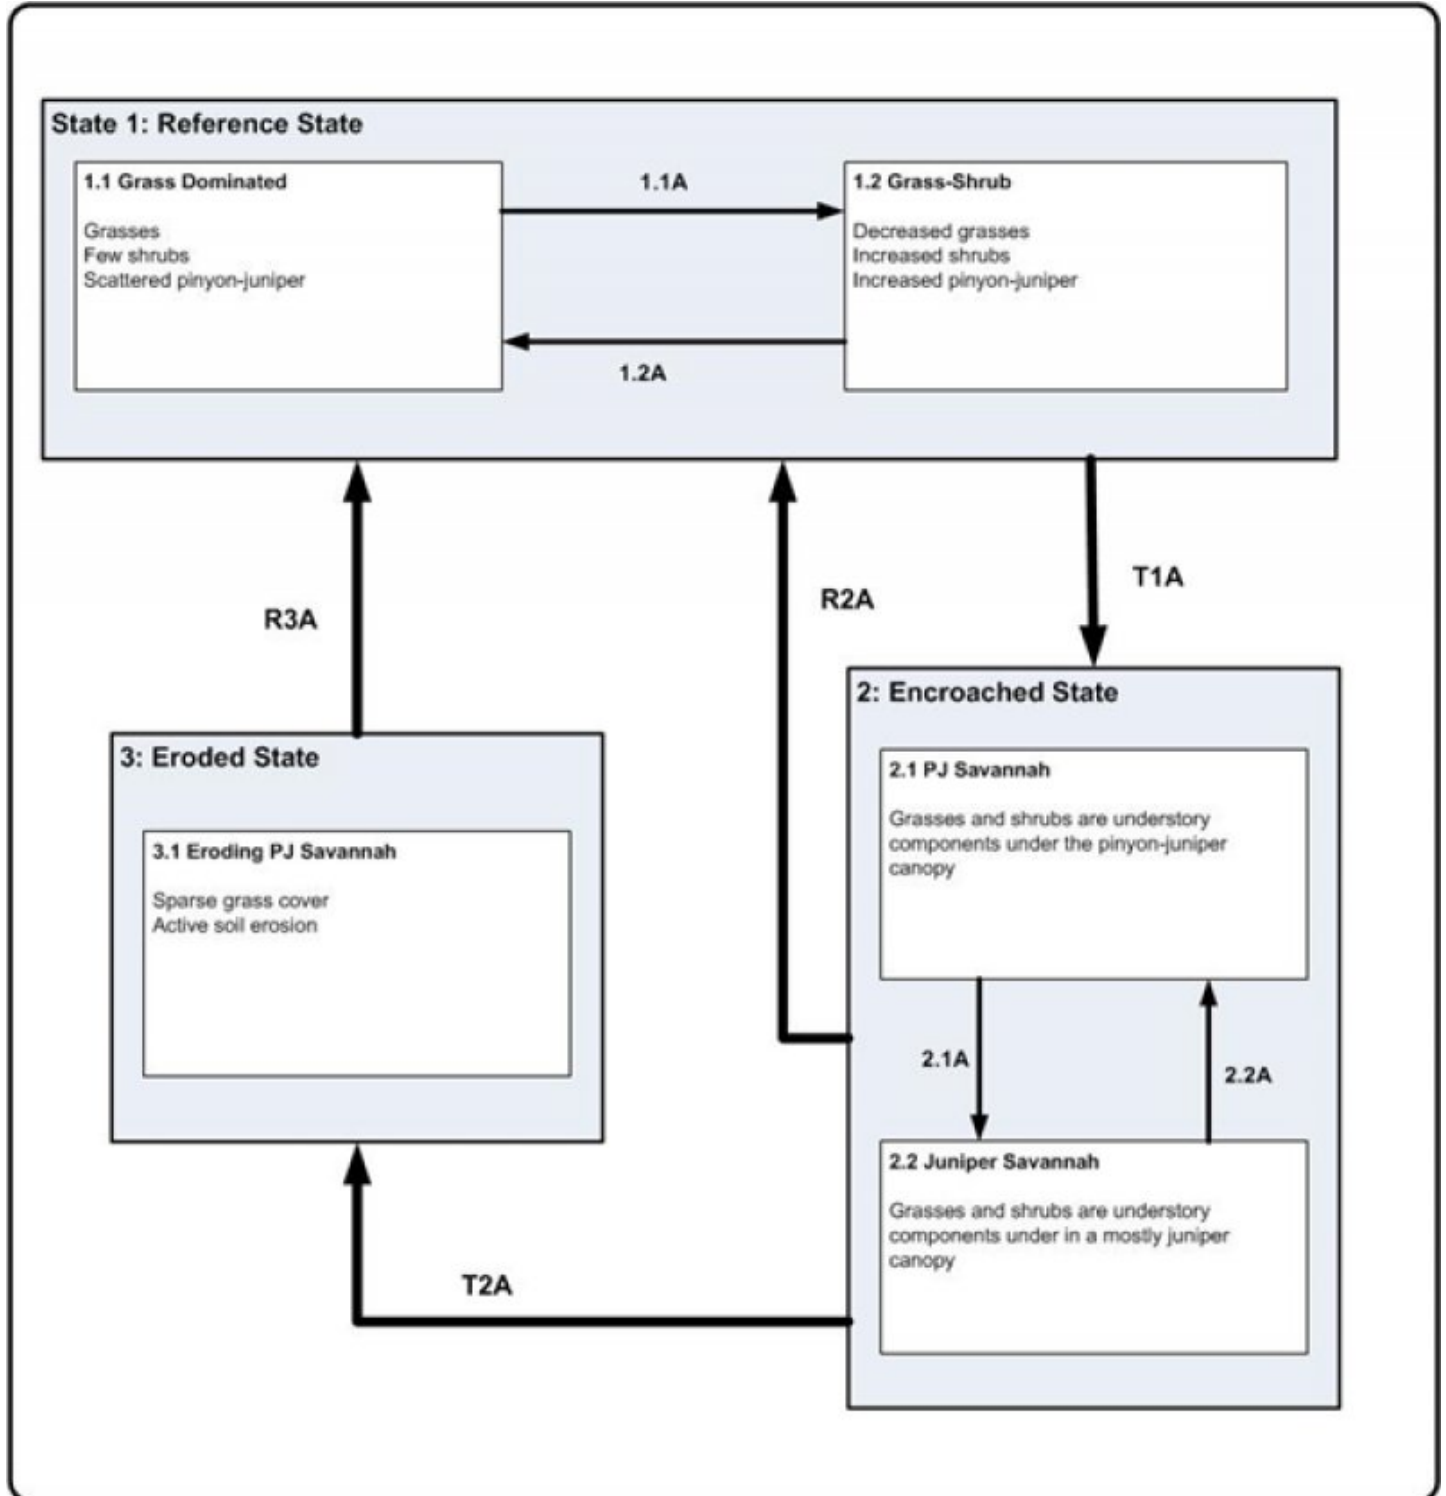 State 1: Reference State
1.1 Grass Dominated
Grasses
Few shrubs
Scattered pinyon-juniper
1.1A
1.2A
1.2 Grass-Shrub
Decreased grasses
Increased shrubs
Increased pinyon-juniper
R3A
R2A
T1A
3: Eroded State
3.1 Eroding PJ Savannah
Sparse grass cover
Active soil erosion
2: Encroached State
2.1 PJ Savannah
Grasses and shrubs are understory
components under the pinyon-juniper
canopy
2.1A
2.2A
2.2 Juniper Savannah
Grasses and shrubs are understory
components under in a mostly juniper
canopy
T2A